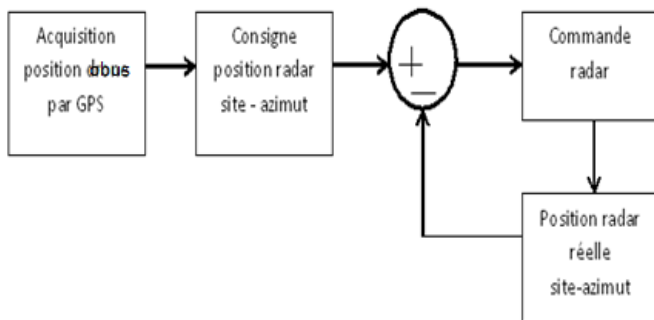 Acquisition
position
par GPS
Consigne
position radar
site - azimut
+
−
Commande
radar
Position radar
réelle
site-azimut